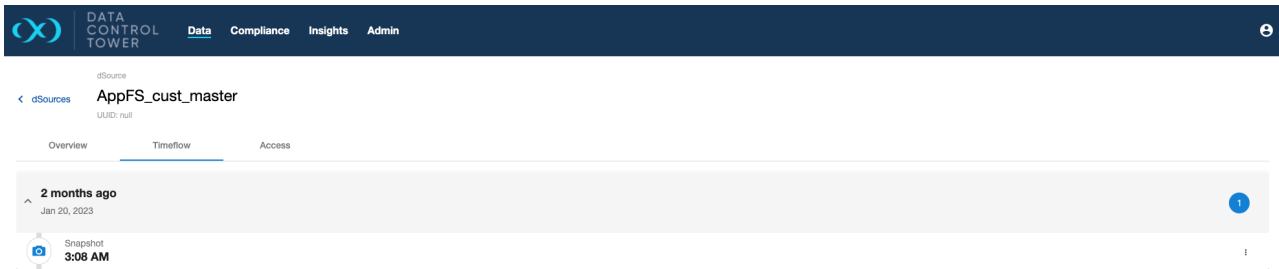 DATA
CONTROL
TOWER
Data Compliance Insights Admin
dSource
dSources AppFS_cust_master
UUID: null
Overview Timeflow Access
2 months ago
Jan 20, 2023
1
Snapshot
3:08 AM